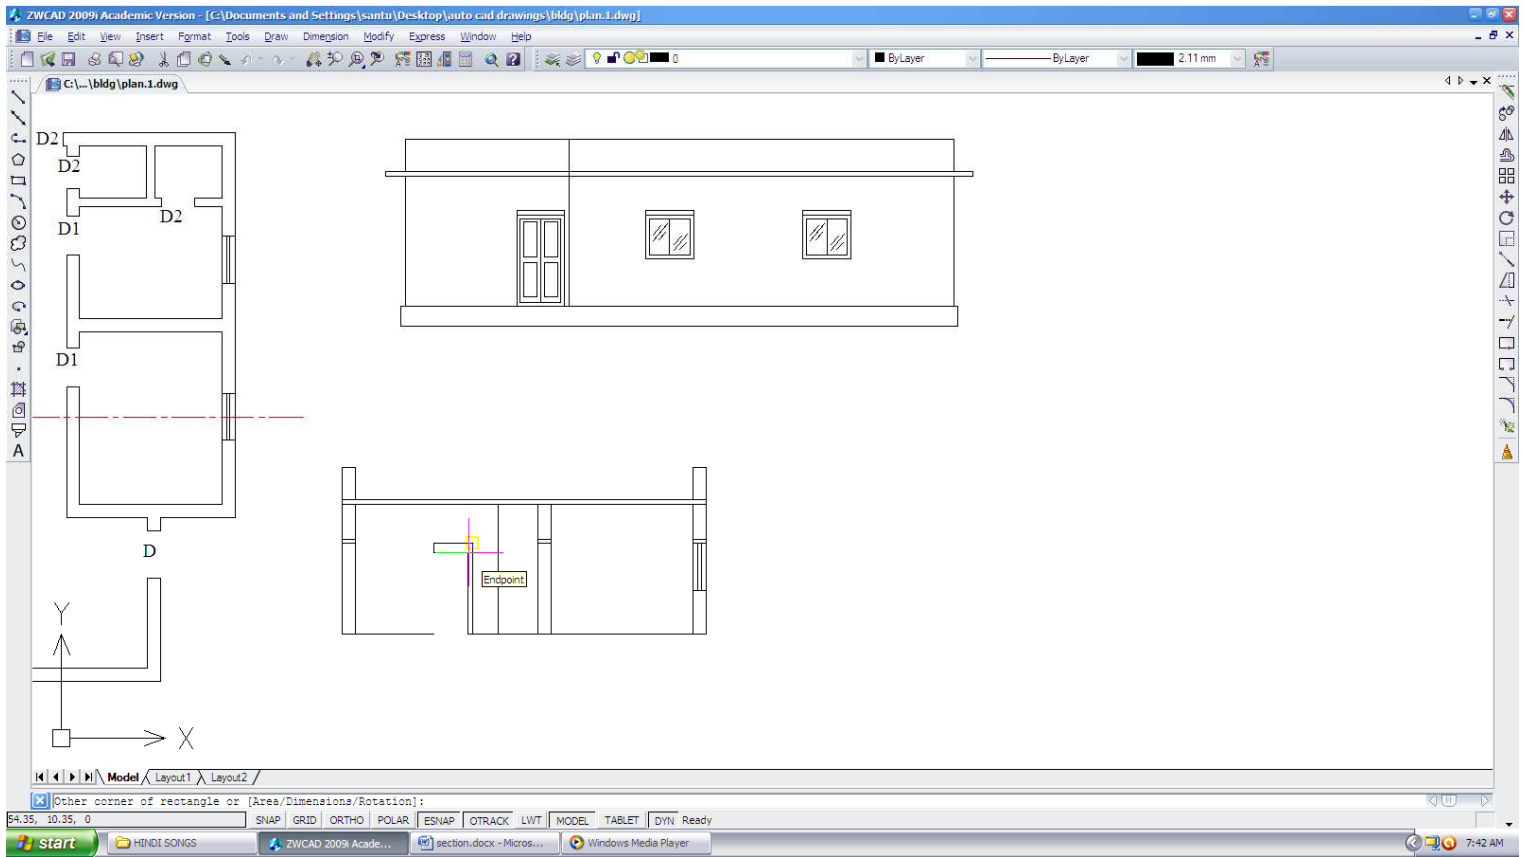 ZWCAD 2009i Academic Version - [C:\Documents and Settings\santu\Desktop\auto cad drawings\bldg\plan.1.dwg]
File Edit View Insert Format Tools Draw Dimension Modify Express Window Help
0 ByLayer ByLayer 2.11 mm
C:\...\bldg\plan.1.dwg
D2
D2
D2
D1
D1
D
Endpoint
Y
X
A
Model Layout1 Layout2
Other corner of rectangle or [Area/Dimensions/Rotation]:
54.35, 10.35, 0 SNAP GRID ORTHO POLAR ESNAP OTRACK LWT MODEL TABLET DYN Ready
start HINDI SONGS ZWCAD 2009i Acade... section.docx - Micros... Windows Media Player 7:42 AM